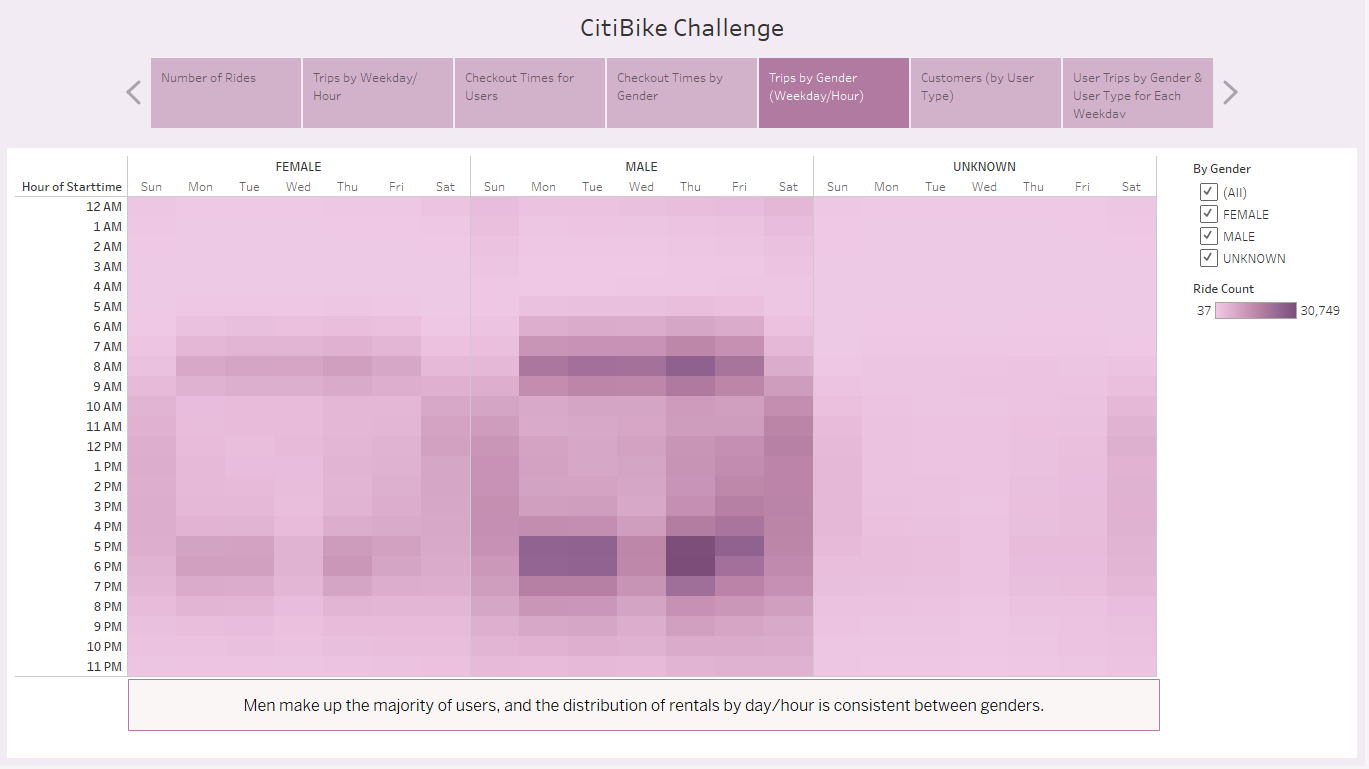 CitiBike Challenge
Number of Rides
Trips by Weekday/
Hour
Checkout Times for
Users
Checkout Times by
Gender
Trips by Gender
(Weekday/Hour)
Customers (by User
Type)
User Trips by Gender &
User Type for Each
Weekday
FEMALE MALE UNKNOWN
Hour of Starttime Sun Mon Tue Wed Thu Fri Sat Sun Mon Tue Wed Thu Fri Sat Sun Mon Tue Wed Thu Fri Sat
12 AM
1 AM
2 AM
3 AM
4 AM
5 AM
6 AM
7 AM
8 AM
9 AM
10 AM
11 AM
12 PM
1 PM
2 PM
3 PM
4 PM
5 PM
6 PM
7 PM
8 PM
9 PM
10 PM
11 PM
By Gender
(All)
FEMALE
MALE
UNKNOWN
Ride Count
37 30,749
Men make up the majority of users, and the distribution of rentals by day/hour is consistent between genders.